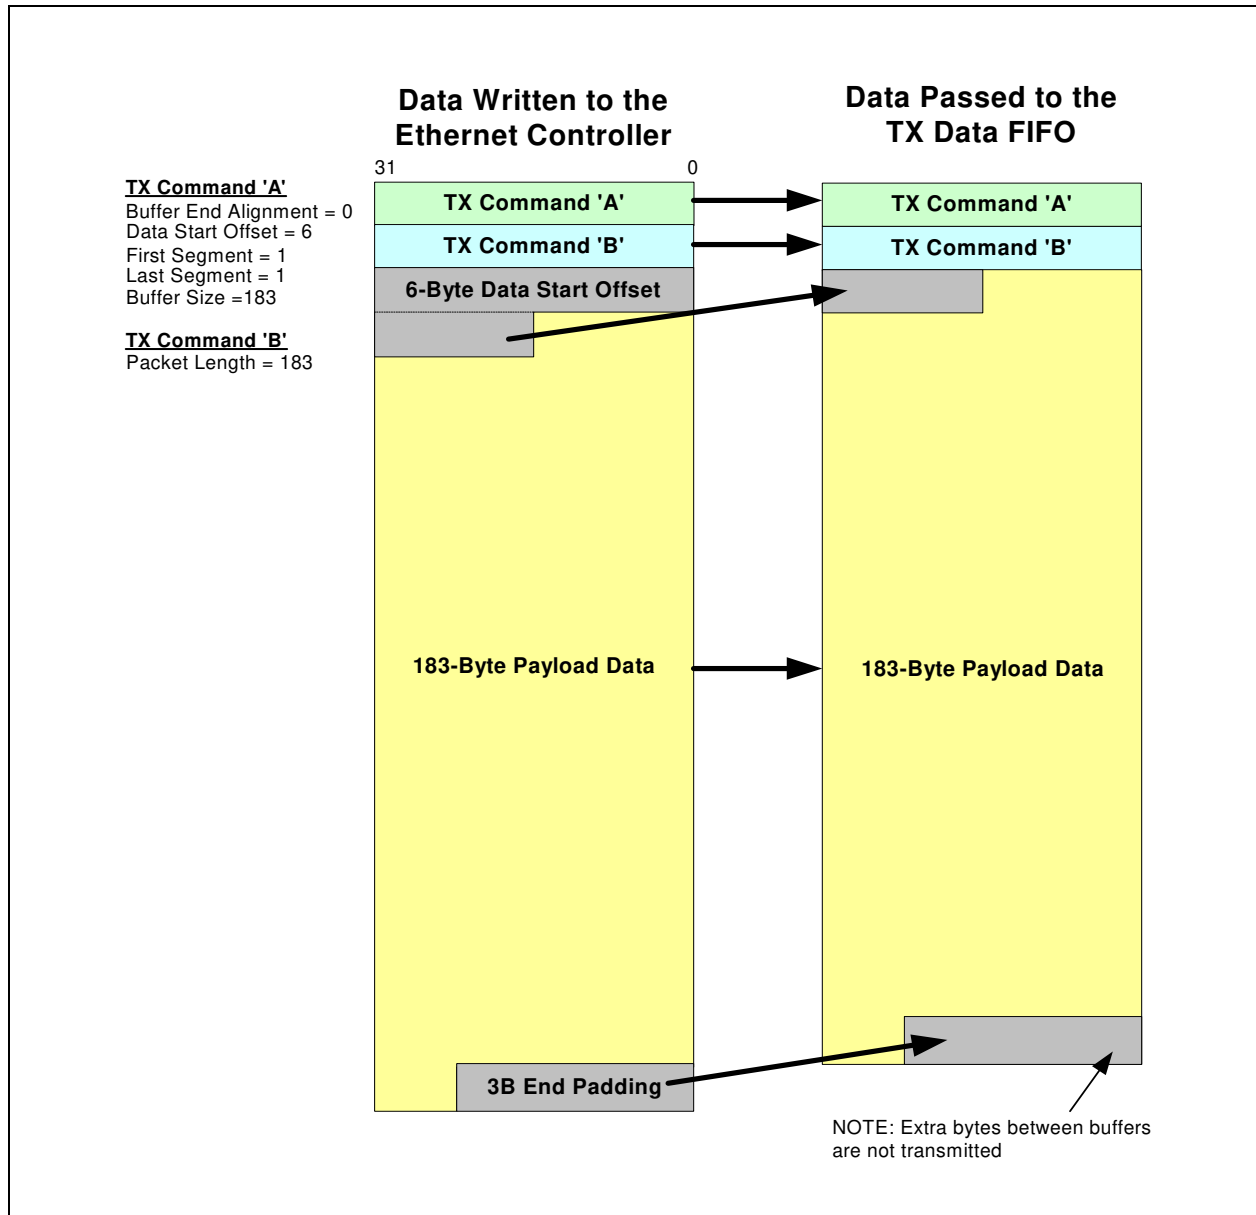 Data Written to the
Ethernet Controller
Data Passed to the
TX Data FIFO
31
0
TX Command 'A'
Buffer End Alignment = 0
Data Start Offset = 6
First Segment = 1
Last Segment = 1
Buffer Size =183
TX Command 'B'
Packet Length = 183
TX Command 'A'
TX Command 'B'
6-Byte Data Start Offset
183-Byte Payload Data
3B End Padding
TX Command 'A'
TX Command 'B'
183-Byte Payload Data
NOTE: Extra bytes between buffers
are not transmitted